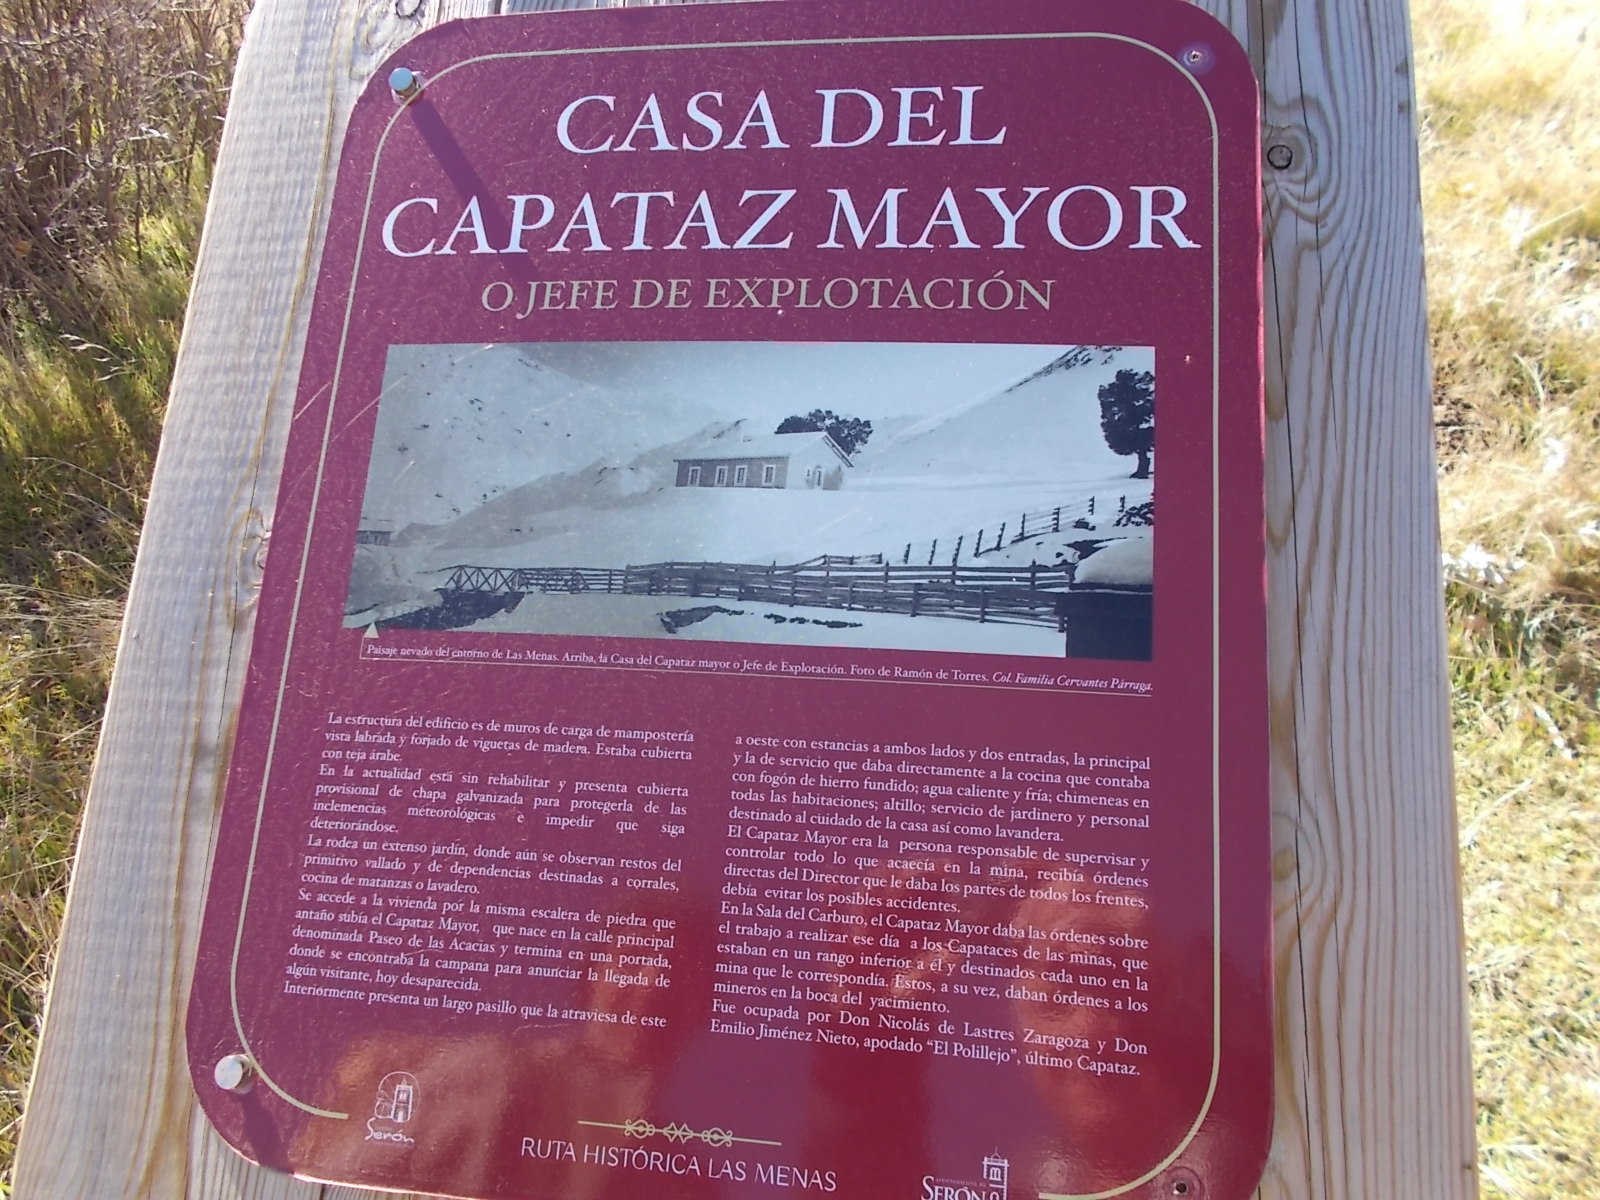 CASA DEL
CAPATAZ MAYOR
O JEFE DE EXPLOTACIÓN
Paisaje nevado del entorno de Las Menas. Arriba, la Casa del Capataz mayor o Jefe de Explotación. Foto de Ramón de Torres. Col. Familia Cervantes Párraga.
La estructura del edificio es de muros de carga de mampostería
vista labrada y forjado de viguetas de madera. Estaba cubierta
con teja árabe.
En la actualidad está sin rehabilitar y presenta cubierta
provisional de chapa galvanizada para protegerla de las
inclemencias meteorológicas e impedir que siga
deteriorándose.
La rodea un extenso jardín, donde aún se observan restos del
primitivo vallado y de dependencias destinadas a corrales,
cocina de matanzas o lavadero.
Se accede a la vivienda por la misma escalera de piedra que
antaño subía el Capataz Mayor, que nace en la calle principal
denominada Paseo de las Acacias y termina en una portada,
donde se encontraba la campana para anunciar la llegada de
algún visitante, hoy desaparecida.
Interiormente presenta un largo pasillo que la atraviesa de este
a oeste con estancias a ambos lados y dos entradas, la principal
y la de servicio que daba directamente a la cocina que contaba
con fogón de hierro fundido; agua caliente y fría; chimeneas en
todas las habitaciones; altillo; servicio de jardinero y personal
destinado al cuidado de la casa así como lavandera.
El Capataz Mayor era la persona responsable de supervisar y
controlar todo lo que acaecía en la mina, recibía órdenes
directas del Director que le daba los partes de todos los frentes,
debía evitar los posibles accidentes.
En la Sala del Carburo, el Capataz Mayor daba las órdenes sobre
el trabajo a realizar ese día a los Capataces de las minas, que
estaban en un rango inferior a él y destinados cada uno en la
mina que le correspondía. Estos, a su vez, daban órdenes a los
mineros en la boca del yacimiento.
Fue ocupada por Don Nicolás de Lastres Zaragoza y Don
Emilio Jiménez Nieto, apodado “El Polillejo”, último Capataz.
Serón
RUTA HISTÓRICA LAS MENAS
AYUNTAMIENTO DE
SERÓN